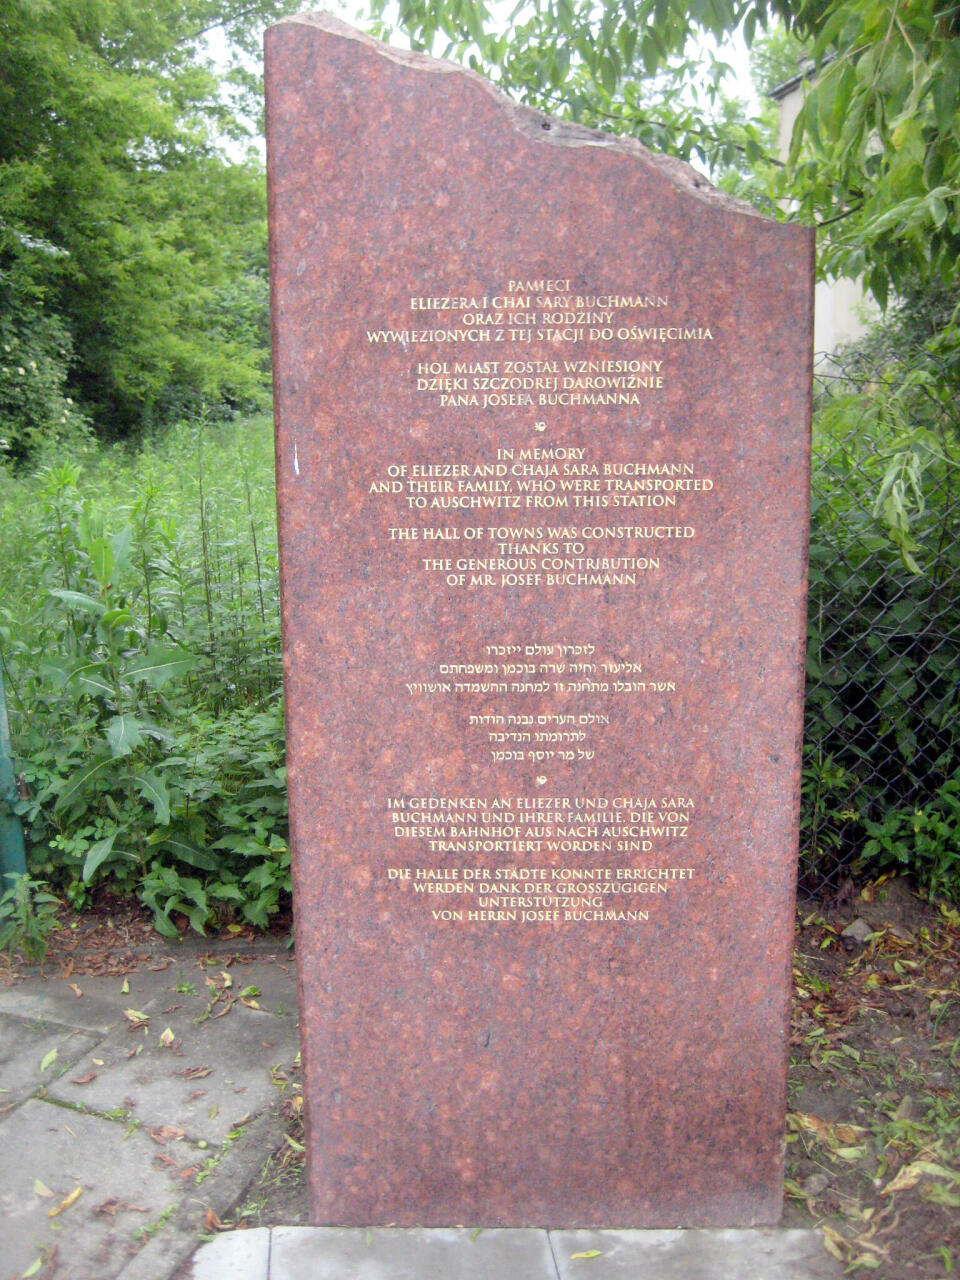 PAMIĘCI
ELIEZERA I CHAI SARY BUCHMANN
ORAZ ICH RODZINY
WYWIEZIONYCH Z TEJ STACJI DO OŚWIĘCIMIA
HOL MIAST ZOSTAŁ WZNIESIONY
DZIĘKI SZCZODREJ DAROWIŹNIE
PANA JOSEFA BUCHMANNA
IN MEMORY
OF ELIEZER AND CHAJA SARA BUCHMANN
AND THEIR FAMILY, WHO WERE TRANSPORTED
TO AUSCHWITZ FROM THIS STATION
THE HALL OF TOWNS WAS CONSTRUCTED
THANKS TO
THE GENEROUS CONTRIBUTION
OF MR. JOSEF BUCHMANN
לזכרון עולם ייזכרו
אליעזר וחיה שרה בוכמן ומשפחתם
אשר הובלו מתחנה זו למחנה ההשמדה אושוויץ
אולם הערים נבנה הודות
לתרומתו הנדיבה
של מר יוסף בוכמן
IM GEDENKEN AN ELIEZER UND CHAJA SARA
BUCHMANN UND IHRER FAMILIE, DIE VON
DIESEM BAHNHOF AUS NACH AUSCHWITZ
TRANSPORTIERT WORDEN SIND
DIE HALLE DER STÄDTE KONNTE ERRICHTET
WERDEN DANK DER GROSSZÜGIGEN
UNTERSTÜTZUNG
VON HERRN JOSEF BUCHMANN